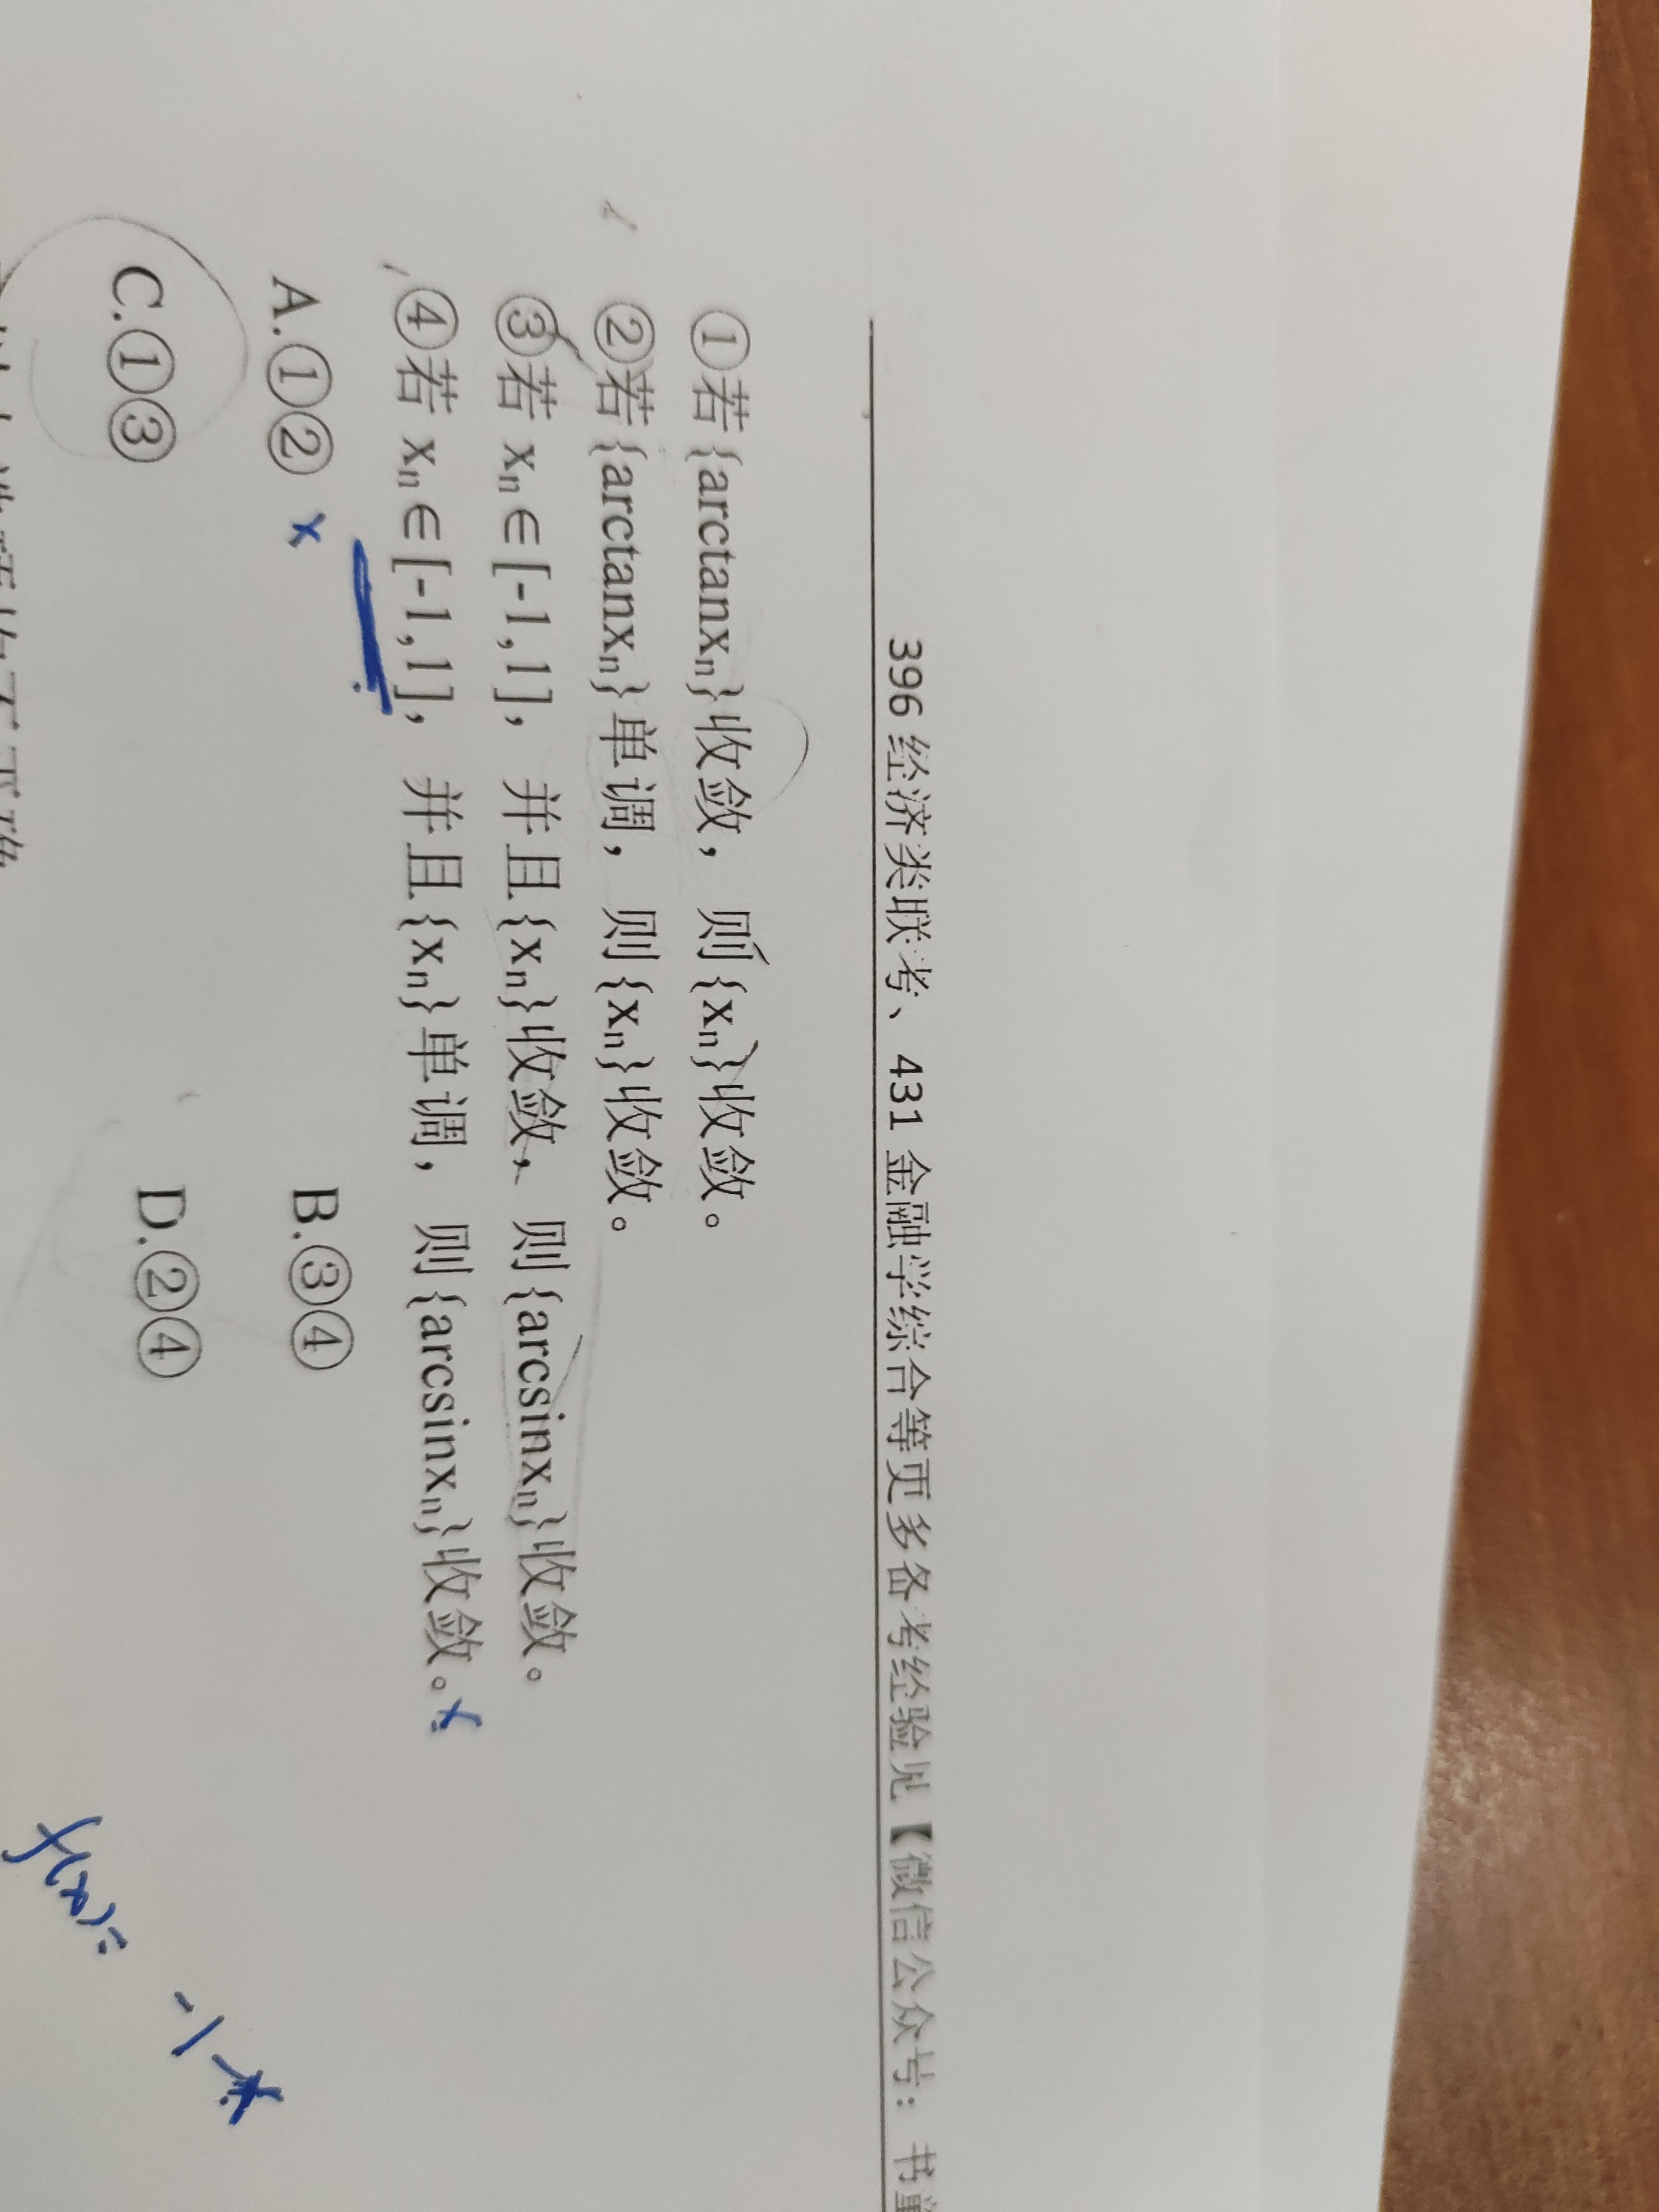 396 经济类联考、431 金融学综合等更多备考经验见【微信公众号：书
①若{arctanxₙ}收敛，则{xₙ}收敛。
②若{arctanxₙ}单调，则{xₙ}收敛。
③若 xₙ∈[-1,1]，并且{xₙ}收敛，则{arcsinxₙ}收敛。
④若 xₙ∈[-1,1]，并且{xₙ}单调，则{arcsinxₙ}收敛。x
A.①② x B.③④
C.①③ D.②④
f(x)=